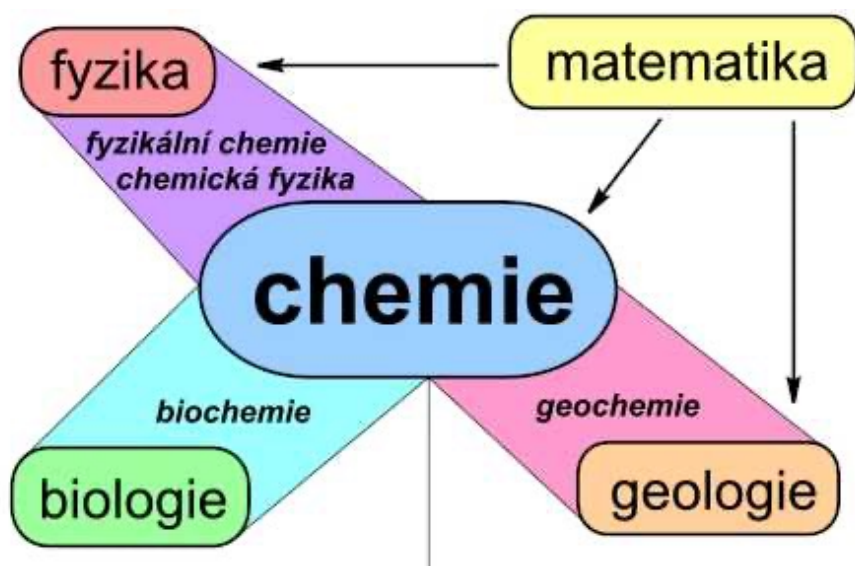 fyzika
matematika
fyzikální chemie
chemická fyzika
chemie
biochemie
geochemie
biologie
geologie